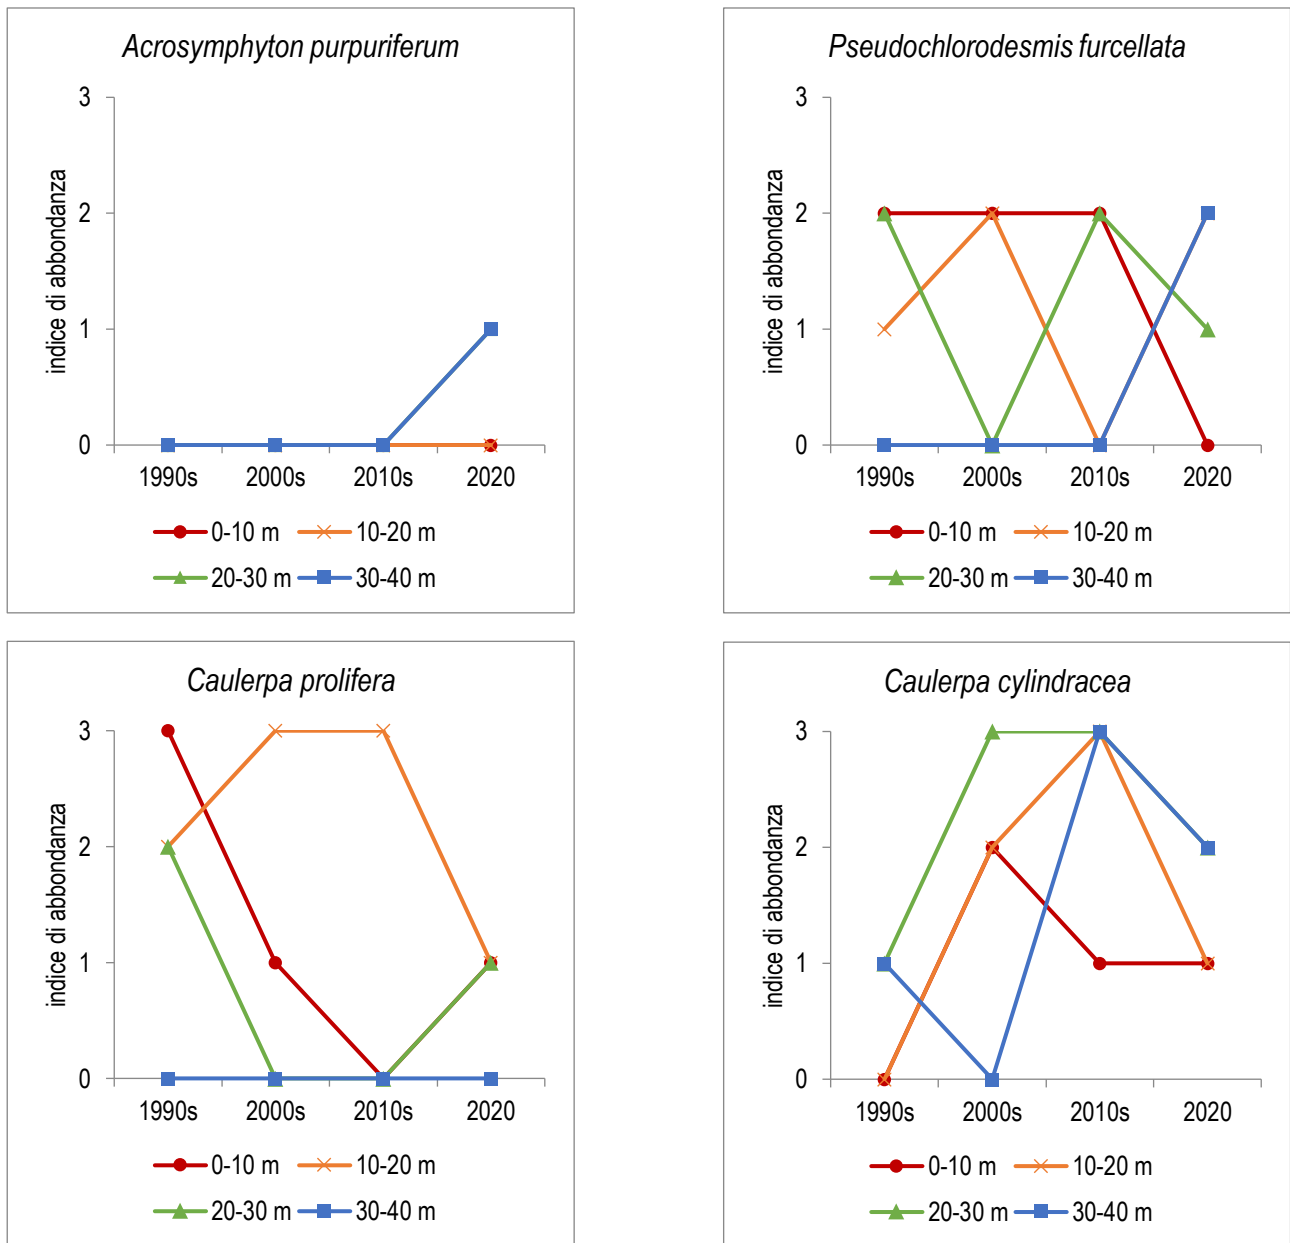 Acrosymphyton purpuriferum
3
2
1
0
indice di abbondanza
1990s 2000s 2010s 2020
0-10 m 10-20 m
20-30 m 30-40 m
Pseudochlorodesmis furcellata
3
2
1
0
indice di abbondanza
1990s 2000s 2010s 2020
0-10 m 10-20 m
20-30 m 30-40 m
Caulerpa prolifera
3
2
1
0
indice di abbondanza
1990s 2000s 2010s 2020
0-10 m 10-20 m
20-30 m 30-40 m
Caulerpa cylindracea
3
2
1
0
indice di abbondanza
1990s 2000s 2010s 2020
0-10 m 10-20 m
20-30 m 30-40 m